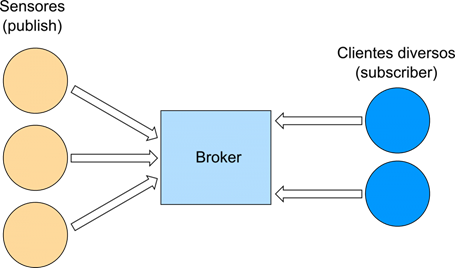 Sensores
(publish)
Clientes diversos
(subscriber)
Broker